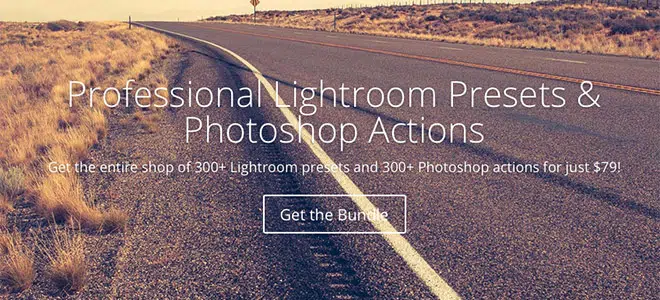 Professional Lightroom Presets &
Photoshop Actions
Get the entire shop of 300+ Lightroom presets and 300+ Photoshop actions for just $79!
Get the Bundle